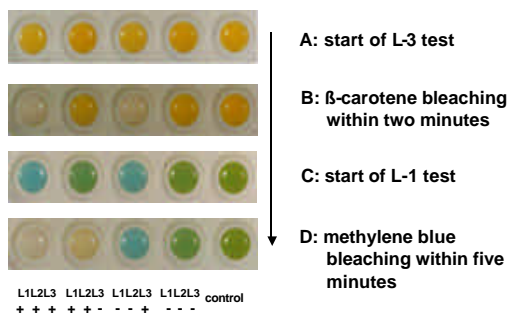 A: start of L-3 test
B: ß-carotene bleaching
within two minutes
C: start of L-1 test
D: methylene blue
bleaching within five
minutes
L1L2L3 L1L2L3 L1L2L3 L1L2L3 control
+ + + + + - - - + - - -